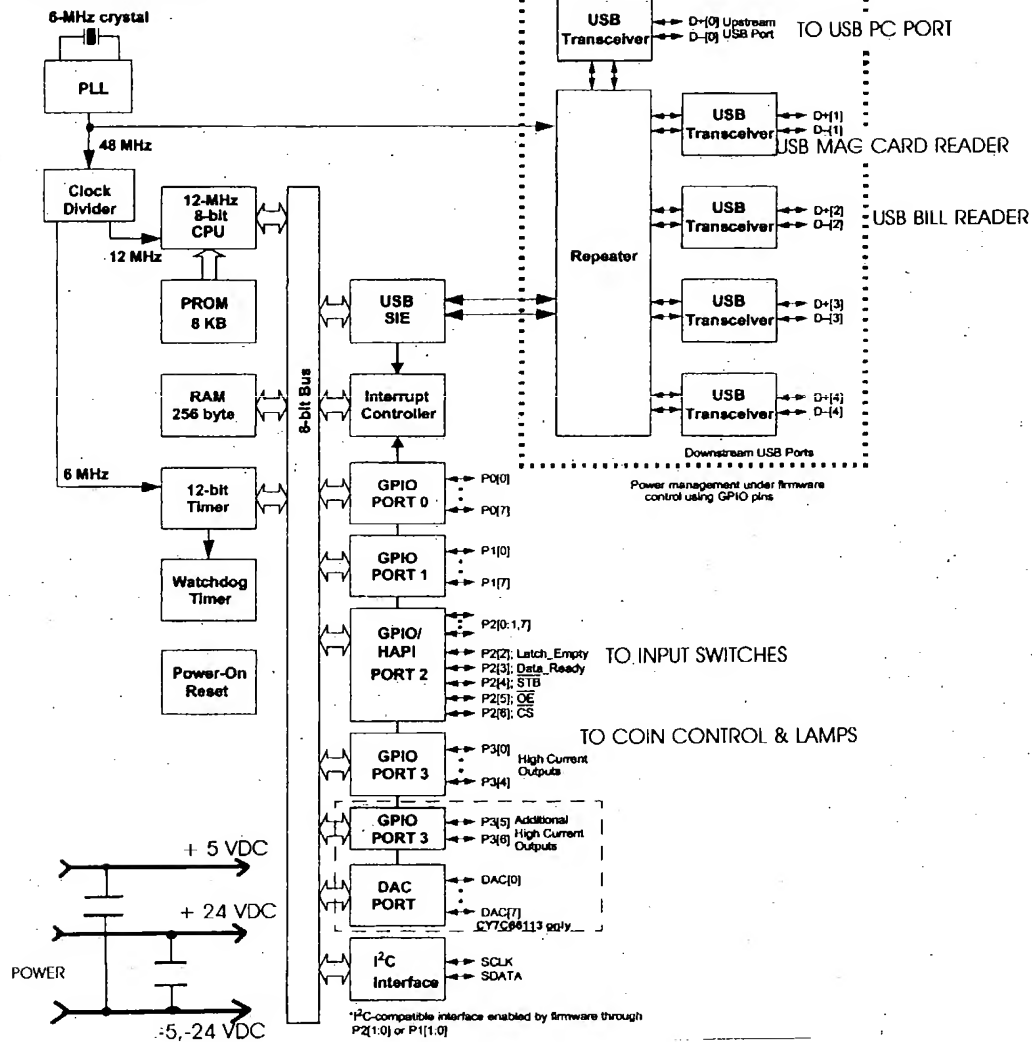 6-MHz crystal
PLL
48 MHz
Clock
Divider
12 MHz
12-MHz
8-bit
CPU
PROM
8 KB
RAM
256 byte
6 MHz
12-bit
Timer
Watchdog
Timer
Power-On
Reset
8-bit Bus
USB
SIE
Interrupt
Controller
GPIO
PORT 0
P0[0]
P0[7]
GPIO
PORT 1
P1[0]
P1[7]
GPIO/
HAPI
PORT 2
P2[0:1,7]
P2[2]; Latch_Empty
P2[3]; Data_Ready
P2[4]; STB
P2[5]; OE
P2[6]; CS
TO INPUT SWITCHES
TO COIN CONTROL & LAMPS
GPIO
PORT 3
P3[0]
High Current
Outputs
P3[4]
GPIO
PORT 3
P3[5] Additional
High Current
P3[6]
Outputs
DAC
PORT
DAC[0]
DAC[7]
CY7C66113 only
I²C
Interface
SCLK
SDATA
*I²C-compatible interface enabled by firmware through
P2[1:0] or P1[1:0]
USB
Transceiver
D+[0] Upstream
D–[0] USB Port
TO USB PC PORT
Repeater
USB
Transceiver
D+[1]
D–[1]
USB MAG CARD READER
USB
Transceiver
D+[2]
D–[2]
USB BILL READER
USB
Transceiver
D+[3]
D–[3]
USB
Transceiver
D+[4]
D–[4]
Downstream USB Ports
Power management under firmware
control using GPIO pins
+ 5 VDC
+ 24 VDC
POWER
-5,-24 VDC